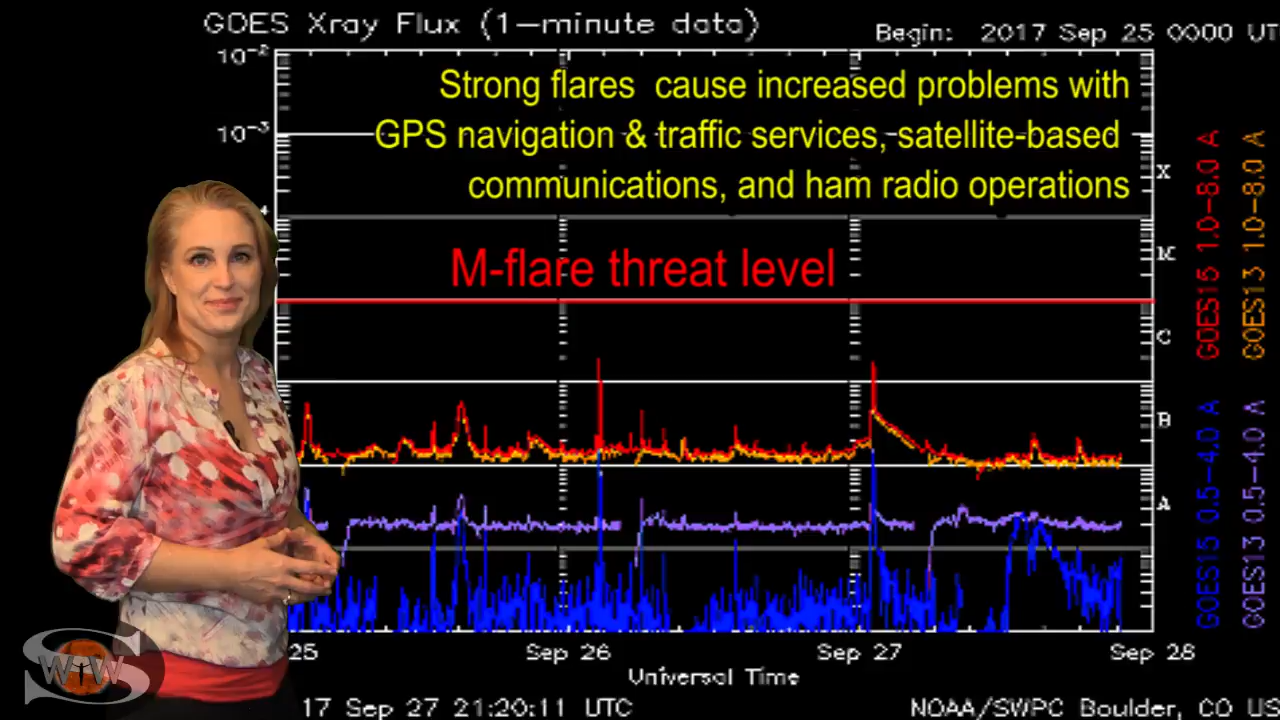 GOES Xray Flux (1-minute data)
Begin: 2017 Sep 25 0000 UT
10-2
Strong flares cause increased problems with
10-3
GPS navigation & traffic services, satellite-based
communications, and ham radio operations
X
M-flare threat level
M
C
B
A
GOES15 1.0-8.0 A
GOES13 1.0-8.0 A
GOES15 0.5-4.0 A
GOES13 0.5-4.0 A
25
Sep 26
Sep 27
Sep 28
Universal Time
17 Sep 27 21:20:11 UTC
NOAA/SWPC Boulder, CO US
S
WTW